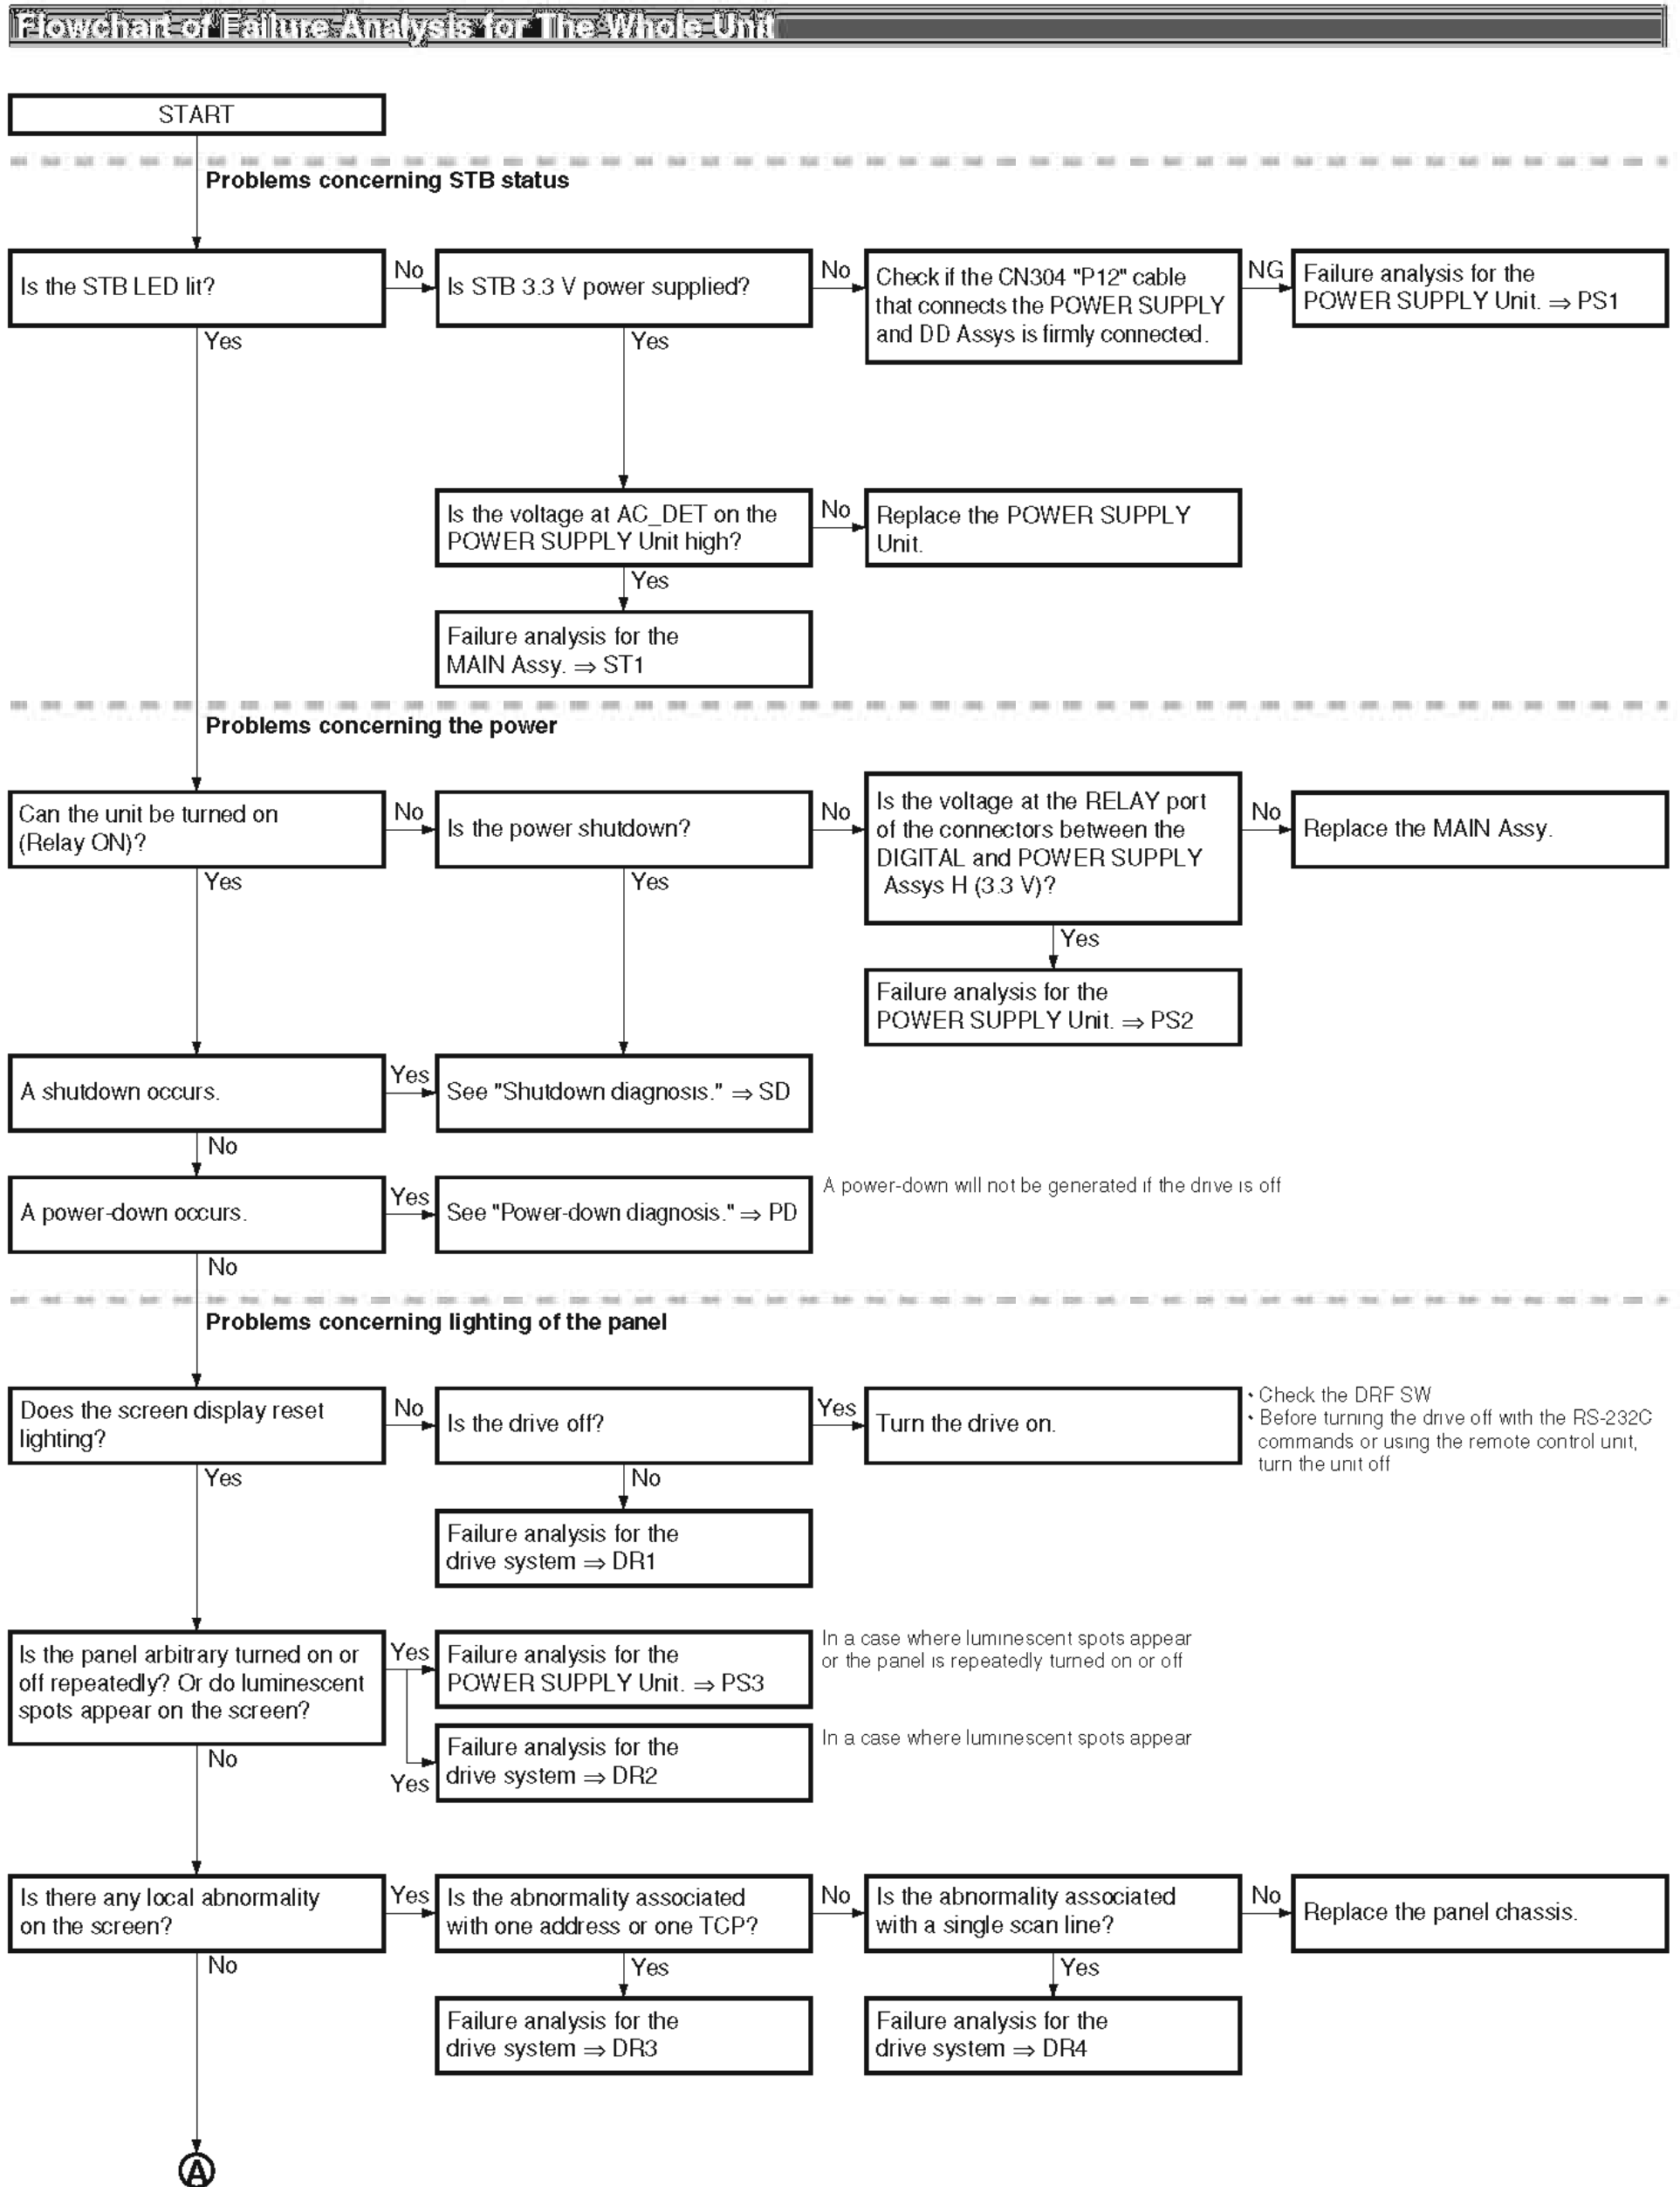 Flowchart of Failure Analysis for The Whole Unit
START
Problems concerning STB status
Is the STB LED lit?
No
Is STB 3.3 V power supplied?
No
Check if the CN304 "P12" cable
that connects the POWER SUPPLY
and DD Assys is firmly connected.
NG
Failure analysis for the
POWER SUPPLY Unit. ⇒ PS1
Yes
Yes
Is the voltage at AC_DET on the
POWER SUPPLY Unit high?
No
Replace the POWER SUPPLY
Unit.
Yes
Failure analysis for the
MAIN Assy. ⇒ ST1
Problems concerning the power
Can the unit be turned on
(Relay ON)?
No
Is the power shutdown?
No
Is the voltage at the RELAY port
of the connectors between the
DIGITAL and POWER SUPPLY
Assys H (3.3 V)?
No
Replace the MAIN Assy.
Yes
Yes
Yes
Failure analysis for the
POWER SUPPLY Unit. ⇒ PS2
A shutdown occurs.
Yes
See "Shutdown diagnosis." ⇒ SD
No
A power-down occurs.
Yes
See "Power-down diagnosis." ⇒ PD
A power-down will not be generated if the drive is off
No
Problems concerning lighting of the panel
Does the screen display reset
lighting?
No
Is the drive off?
Yes
Turn the drive on.
• Check the DRF SW
• Before turning the drive off with the RS-232C
commands or using the remote control unit,
turn the unit off
Yes
No
Failure analysis for the
drive system ⇒ DR1
Is the panel arbitrary turned on or
off repeatedly? Or do luminescent
spots appear on the screen?
Yes
Failure analysis for the
POWER SUPPLY Unit. ⇒ PS3
In a case where luminescent spots appear
or the panel is repeatedly turned on or off
Yes
Failure analysis for the
drive system ⇒ DR2
In a case where luminescent spots appear
No
Is there any local abnormality
on the screen?
Yes
Is the abnormality associated
with one address or one TCP?
No
Is the abnormality associated
with a single scan line?
No
Replace the panel chassis.
No
Yes
Yes
Failure analysis for the
drive system ⇒ DR3
Failure analysis for the
drive system ⇒ DR4
A